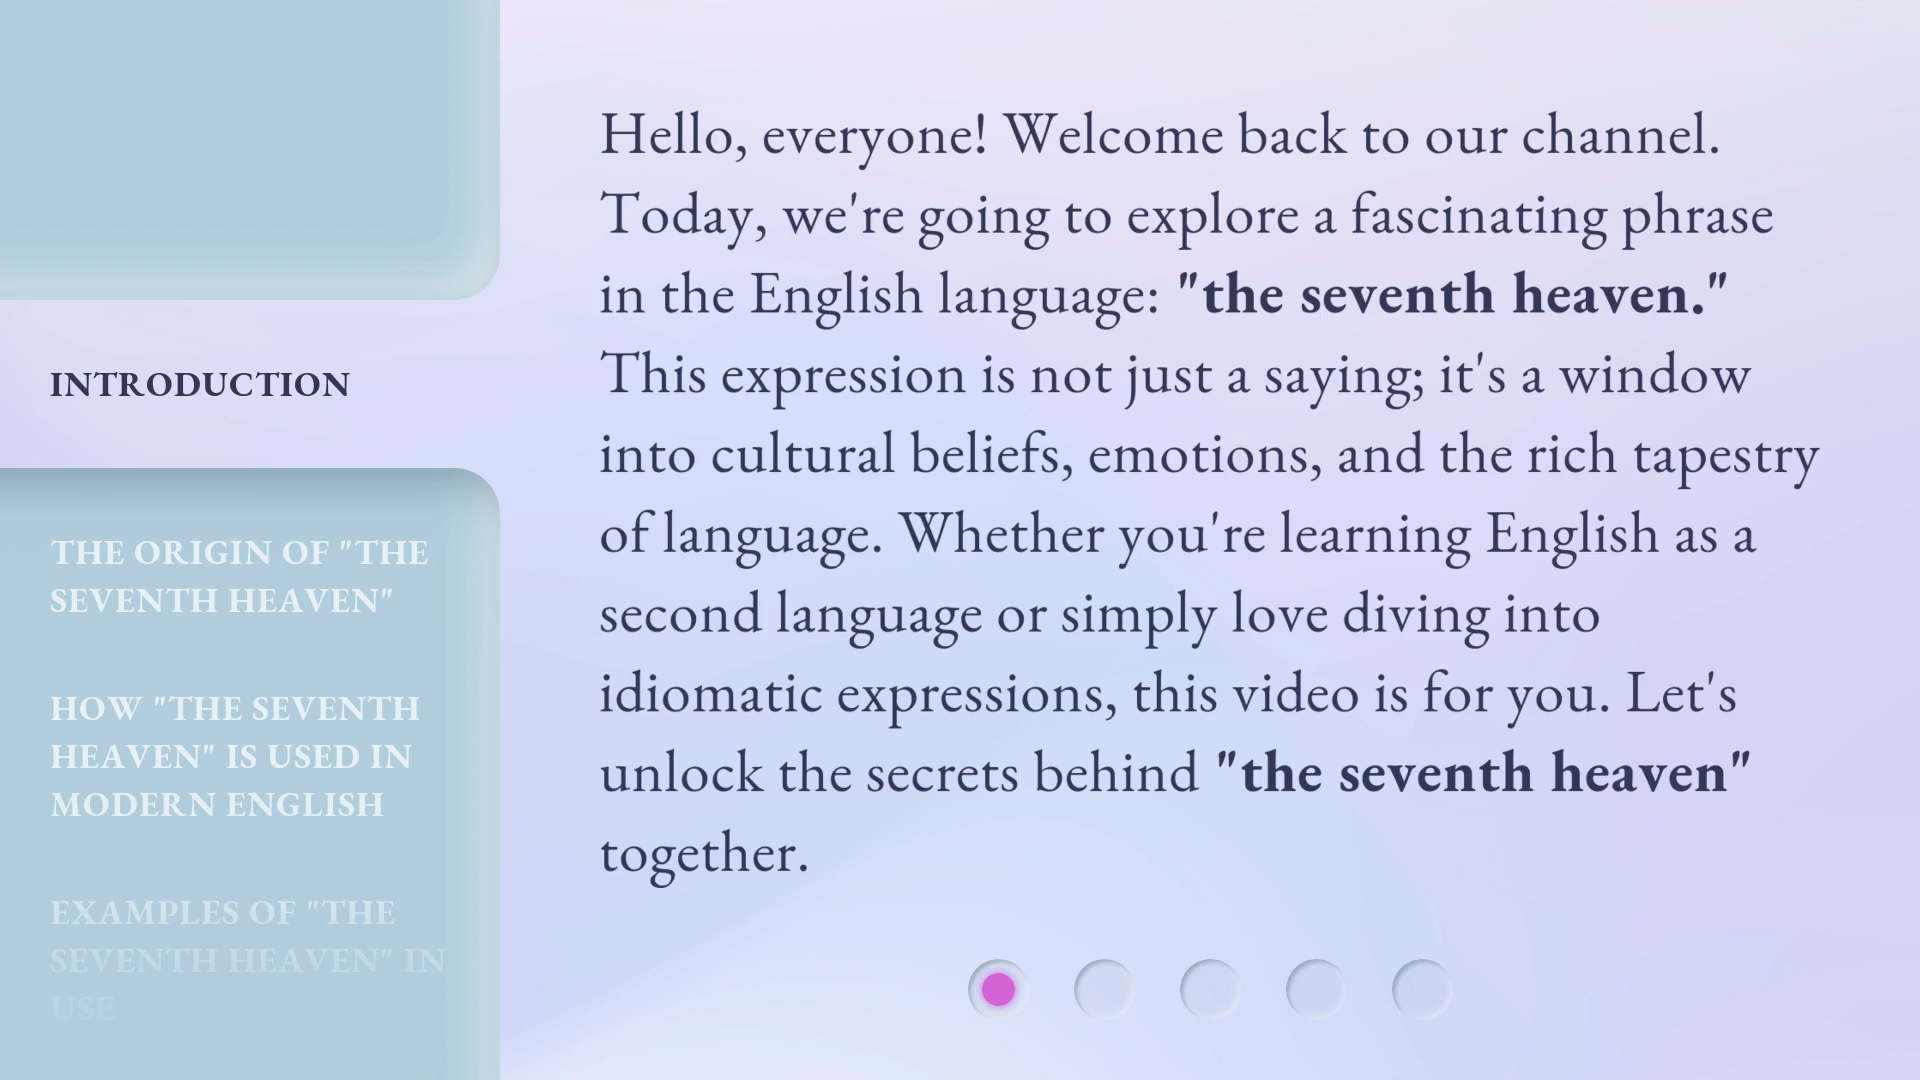 INTRODUCTION
THE ORIGIN OF "THE
SEVENTH HEAVEN"
HOW "THE SEVENTH
HEAVEN" IS USED IN
MODERN ENGLISH
EXAMPLES OF "THE
SEVENTH HEAVEN" IN
USE
Hello, everyone! Welcome back to our channel.
Today, we're going to explore a fascinating phrase
in the English language: "the seventh heaven."
This expression is not just a saying; it's a window
into cultural beliefs, emotions, and the rich tapestry
of language. Whether you're learning English as a
second language or simply love diving into
idiomatic expressions, this video is for you. Let's
unlock the secrets behind "the seventh heaven"
together.